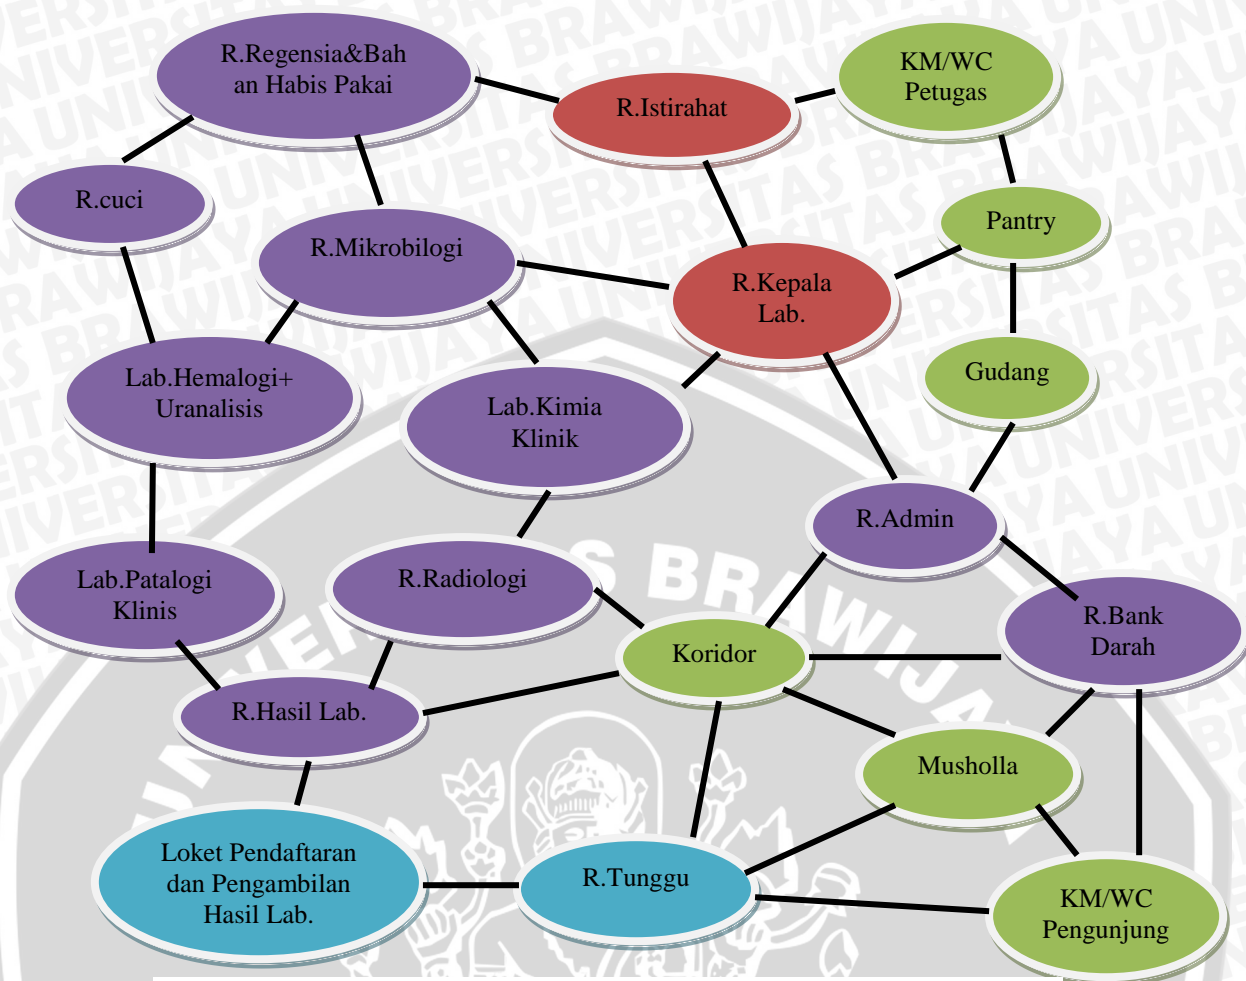 R.Regensia&Bah
an Habis Pakai
R.Istirahat
KM/WC
Petugas
R.cuci
R.Mikrobilogi
Pantry
R.Kepala
Lab.
Lab.Hemalogi+
Uranalisis
Lab.Kimia
Klinik
Gudang
R.Admin
Lab.Patalogi
Klinis
R.Radiologi
R.Bank
Darah
Koridor
R.Hasil Lab.
Musholla
Loket Pendaftaran
dan Pengambilan
Hasil Lab.
R.Tunggu
KM/WC
Pengunjung
UNIVERSITAS BRAWIJAYA